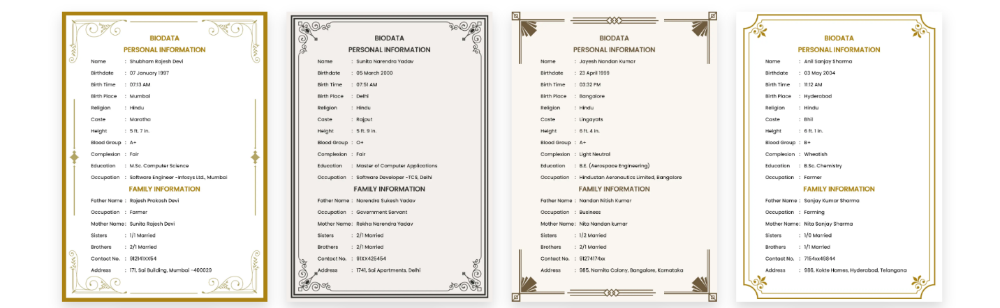 BIODATA
PERSONAL INFORMATION
Name : Shubham Rajesh Devi
Birthdate : 07 January 1997
Birth Time : 07:13 AM
Birth Place : Mumbai
Religion : Hindu
Caste : Maratha
Height : 5 ft. 7 in.
Blood Group : A+
Complexion : Fair
Education : M.Sc. Computer Science
Occupation : Software Engineer -Infosys Ltd., Mumbai
FAMILY INFORMATION
Father Name : Rajesh Prakash Devi
Occupation : Farmer
Mother Name : Sunita Rajesh Devi
Sisters : 1/1 Married
Brothers : 2/1 Married
Contact No. : 912141XX54
Address : 171, Sai Building, Mumbai -400029
BIODATA
PERSONAL INFORMATION
Name : Sunita Narendra Yadav
Birthdate : 05 March 2000
Birth Time : 07:51 AM
Birth Place : Delhi
Religion : Hindu
Caste : Rajput
Height : 5 ft. 9 in.
Blood Group : O+
Complexion : Fair
Education : Master of Computer Applications
Occupation : Software Developer -TCS, Delhi
FAMILY INFORMATION
Father Name : Narendra Sukesh Yadav
Occupation : Government Servant
Mother Name : Rekha Narendra Yadav
Sisters : 2/1 Married
Brothers : 2/1 Married
Contact No. : 91XX425454
Address : 1741, Sai Apartments, Delhi
BIODATA
PERSONAL INFORMATION
Name : Jayesh Nandan Kumar
Birthdate : 23 April 1999
Birth Time : 03:32 PM
Birth Place : Bangalore
Religion : Hindu
Caste : Lingayats
Height : 6 ft. 4 in.
Blood Group : A+
Complexion : Light Neutral
Education : B.E. (Aerospace Engineering)
Occupation : Hindustan Aeronautics Limited, Bangalore
FAMILY INFORMATION
Father Name : Nandan Nitish Kumar
Occupation : Business
Mother Name : Nita Nandan kumar
Sisters : 1/2 Married
Brothers : 2/1 Married
Contact No. : 91274174xx
Address : 985, Namita Colony, Bangalore, Karnataka
BIODATA
PERSONAL INFORMATION
Name : Anil Sanjay Sharma
Birthdate : 03 May 2004
Birth Time : 11:12 AM
Birth Place : Hyderabad
Religion : Hindu
Caste : Bhil
Height : 6 ft. 1 in.
Blood Group : B+
Complexion : Wheatish
Education : B.Sc. Chemistry
Occupation : Farmer
FAMILY INFORMATION
Father Name : Sanjay Kumar Sharma
Occupation : Farming
Mother Name : Nita Sanjay Sharma
Sisters : 1/0 Married
Brothers : 1/1 Married
Contact No. : 7154xx49844
Address : 986, Kokte Homes, Hyderabad, Telangana